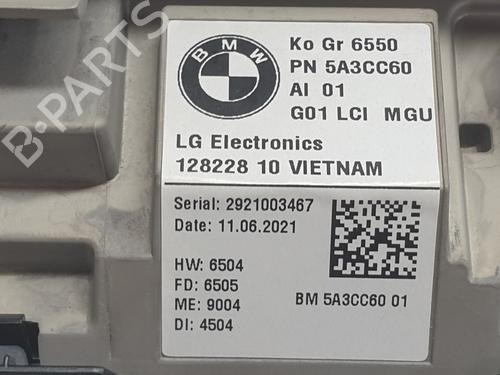 BMW
Ko Gr 6550
PN 5A3CC60
AI 01
G01 LCI MGU
LG Electronics
128228 10 VIETNAM
Serial: 2921003467
Date: 11.06.2021
HW: 6504
FD: 6505
ME: 9004
DI: 4504
BM 5A3CC60 01
B-PARTS